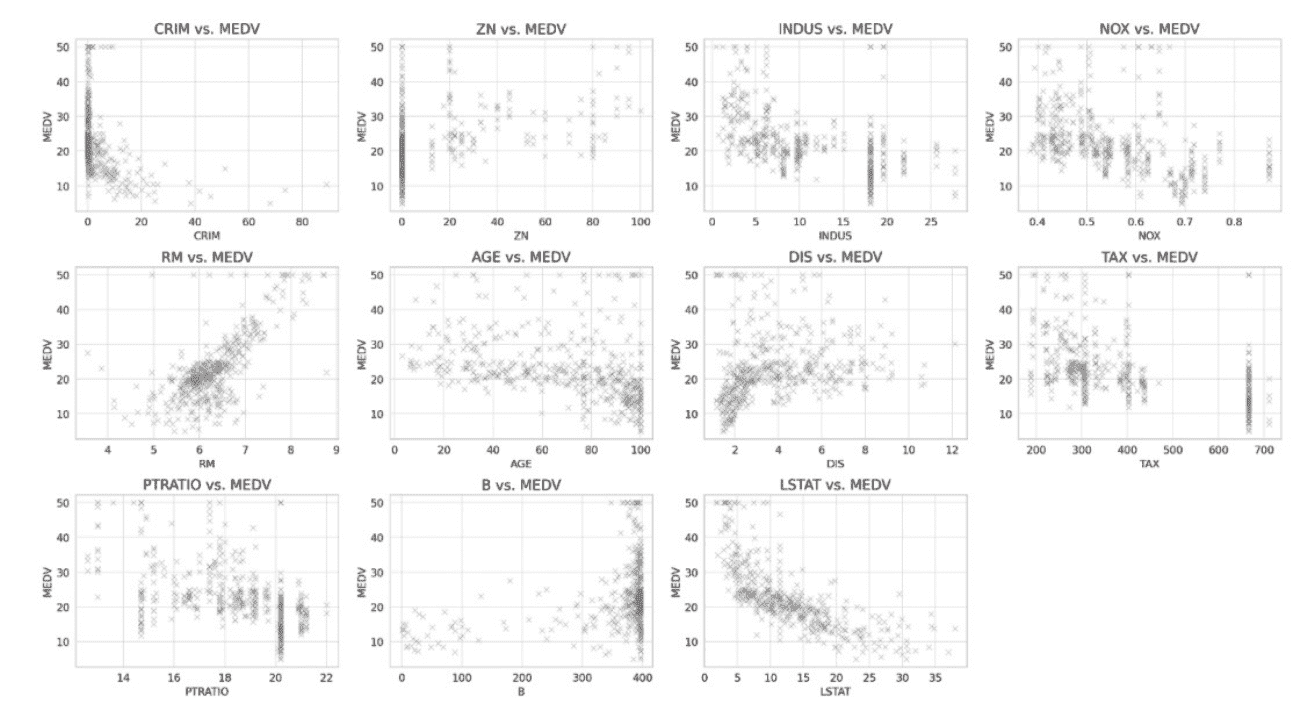 CRIM vs. MEDV ZN vs. MEDV INDUS vs. MEDV NOX vs. MEDV
50 50 50 50
40 40 40 40
30 30 30 30
MEDV MEDV MEDV MEDV
20 20 20 20
10 10 10 10
0 20 40 60 80 0 20 40 60 80 100 0 5 10 15 20 25 0.4 0.5 0.6 0.7 0.8
CRIM ZN INDUS NOX
RM vs. MEDV AGE vs. MEDV DIS vs. MEDV TAX vs. MEDV
50 50 50 50
40 40 40 40
30 30 30 30
MEDV MEDV MEDV MEDV
20 20 20 20
10 10 10 10
4 5 6 7 8 9 0 20 40 60 80 100 2 4 6 8 10 12 200 300 400 500 600 700
RM AGE DIS TAX
PTRATIO vs. MEDV B vs. MEDV LSTAT vs. MEDV
50 50 50
40 40 40
30 30 30
MEDV MEDV MEDV
20 20 20
10 10 10
14 16 18 20 22 0 100 200 300 400 0 5 10 15 20 25 30 35
PTRATIO B LSTAT